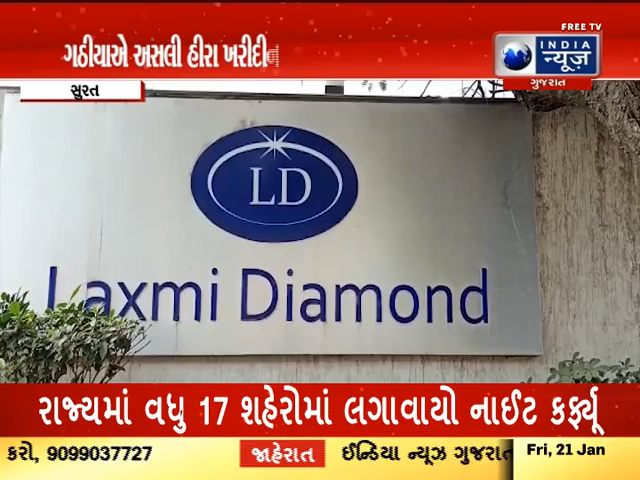 ગઠીયાએ અસલી હીરા ખરીદી
FREE TV
INDIA
न्यूज़
ગુજરાત
સુરત
LD
Laxmi Diamond
રાજ્યમાં વધુ 17 શહેરોમાં લગાવાયો નાઈટ કર્ફ્યૂ
કરો, 9099037727 જાહેરાત ઈન્ડિયા ન્યૂઝ ગુજરાત Fri, 21 Jan